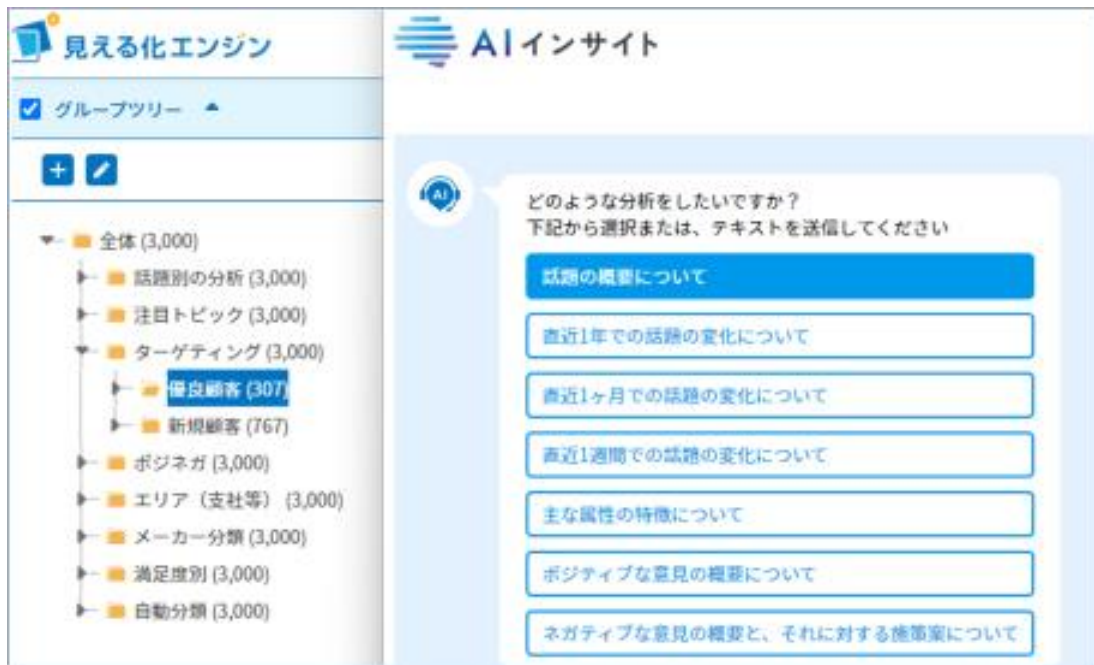 見える化エンジン
グループツリー
全体 (3,000)
話題別の分析 (3,000)
注目トピック (3,000)
ターゲティング (3,000)
優良顧客 (307)
新規顧客 (767)
ポジネガ (3,000)
エリア（支社等） (3,000)
メーカー分類 (3,000)
満足度別 (3,000)
自動分類 (3,000)
AIインサイト
AI
どのような分析をしたいですか？
下記から選択または、テキストを送信してください
話題の概要について
直近1年での話題の変化について
直近1ヶ月での話題の変化について
直近1週間での話題の変化について
主な属性の特徴について
ポジティブな意見の概要について
ネガティブな意見の概要と、それに対する施策案について